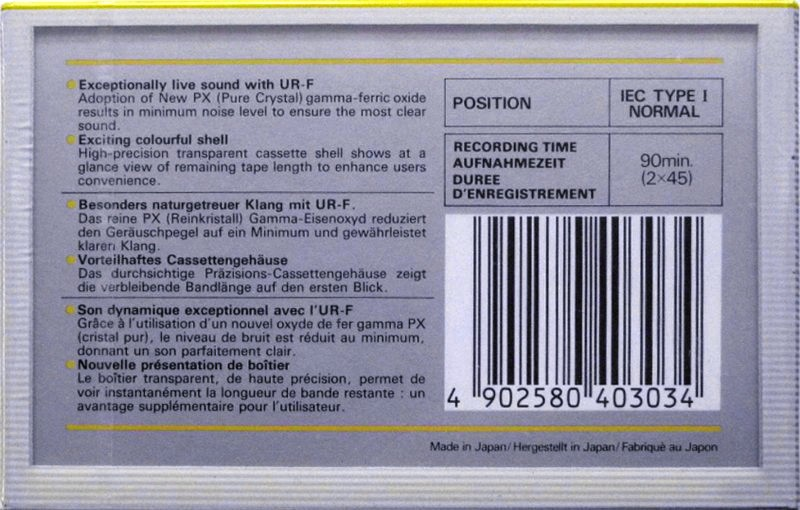 Exceptionally live sound with UR-F
Adoption of New PX (Pure Crystal) gamma-ferric oxide
results in minimum noise level to ensure the most clear
sound.
Exciting colourful shell
High-precision transparent cassette shell shows at a
glance view of remaining tape length to enhance users
convenience.
Besonders naturgetreuer Klang mit UR-F.
Das reine PX (Reinkristall) Gamma-Eisenoxyd reduziert
den Geräuschpegel auf ein Minimum und gewährleistet
klaren Klang.
Vorteilhaftes Cassettengehäuse
Das durchsichtige Präzisions-Cassettengehäuse zeigt
die verbleibende Bandlänge auf den ersten Blick.
Son dynamique exceptionnel avec l'UR-F
Grâce à l'utilisation d'un nouvel oxyde de fer gamma PX
(cristal pur), le niveau de bruit est réduit au minimum,
donnant un son parfaitement clair.
Nouvelle présentation de boîtier
Le boîtier transparent, de haute précision, permet de
voir instantanément la longueur de bande restante : un
avantage supplémentaire pour l'utilisateur.
POSITION
IEC TYPE I
NORMAL
RECORDING TIME
AUFNAHMEZEIT
DUREE
D'ENREGISTREMENT
90min.
(2×45)
4 902580 403034
Made in Japan/Hergestellt in Japan/Fabriqué au Japon